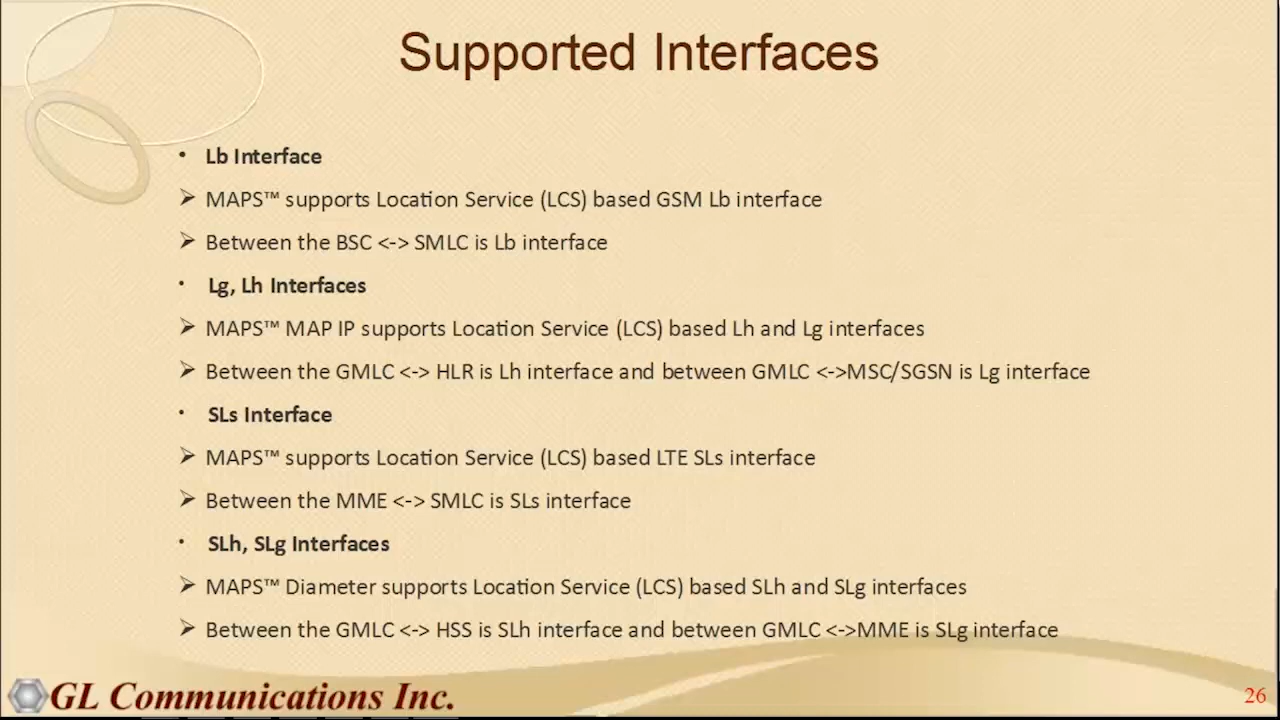 Supported Interfaces
• Lb Interface
➢ MAPS™ supports Location Service (LCS) based GSM Lb interface
➢ Between the BSC <-> SMLC is Lb interface
• Lg, Lh Interfaces
➢ MAPS™ MAP IP supports Location Service (LCS) based Lh and Lg interfaces
➢ Between the GMLC <-> HLR is Lh interface and between GMLC <->MSC/SGSN is Lg interface
• SLs Interface
➢ MAPS™ supports Location Service (LCS) based LTE SLs interface
➢ Between the MME <-> SMLC is SLs interface
• SLh, SLg Interfaces
➢ MAPS™ Diameter supports Location Service (LCS) based SLh and SLg interfaces
➢ Between the GMLC <-> HSS is SLh interface and between GMLC <->MME is SLg interface
GL Communications Inc.
26